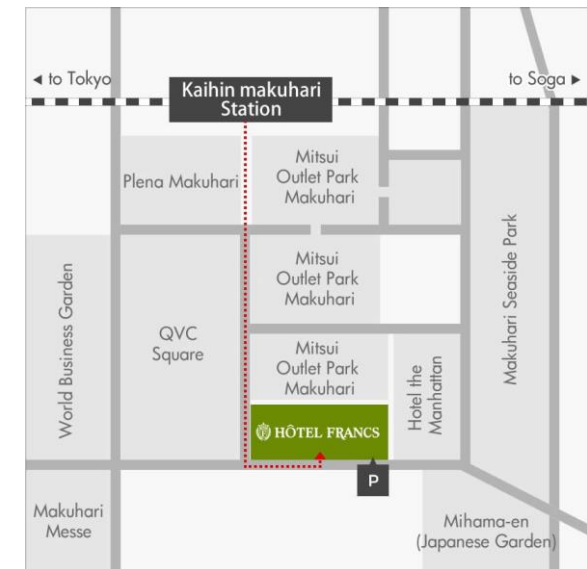 ◀ to Tokyo
to Soga ▶
Kaihin makuhari
Station
Plena Makuhari
Mitsui
Outlet Park
Makuhari
World Business Garden
QVC
Square
Mitsui
Outlet Park
Makuhari
Makuhari Seaside Park
Mitsui
Outlet Park
Makuhari
Hotel the
Manhattan
HÔTEL FRANCS
P
Makuhari
Messe
Mihama-en
(Japanese Garden)